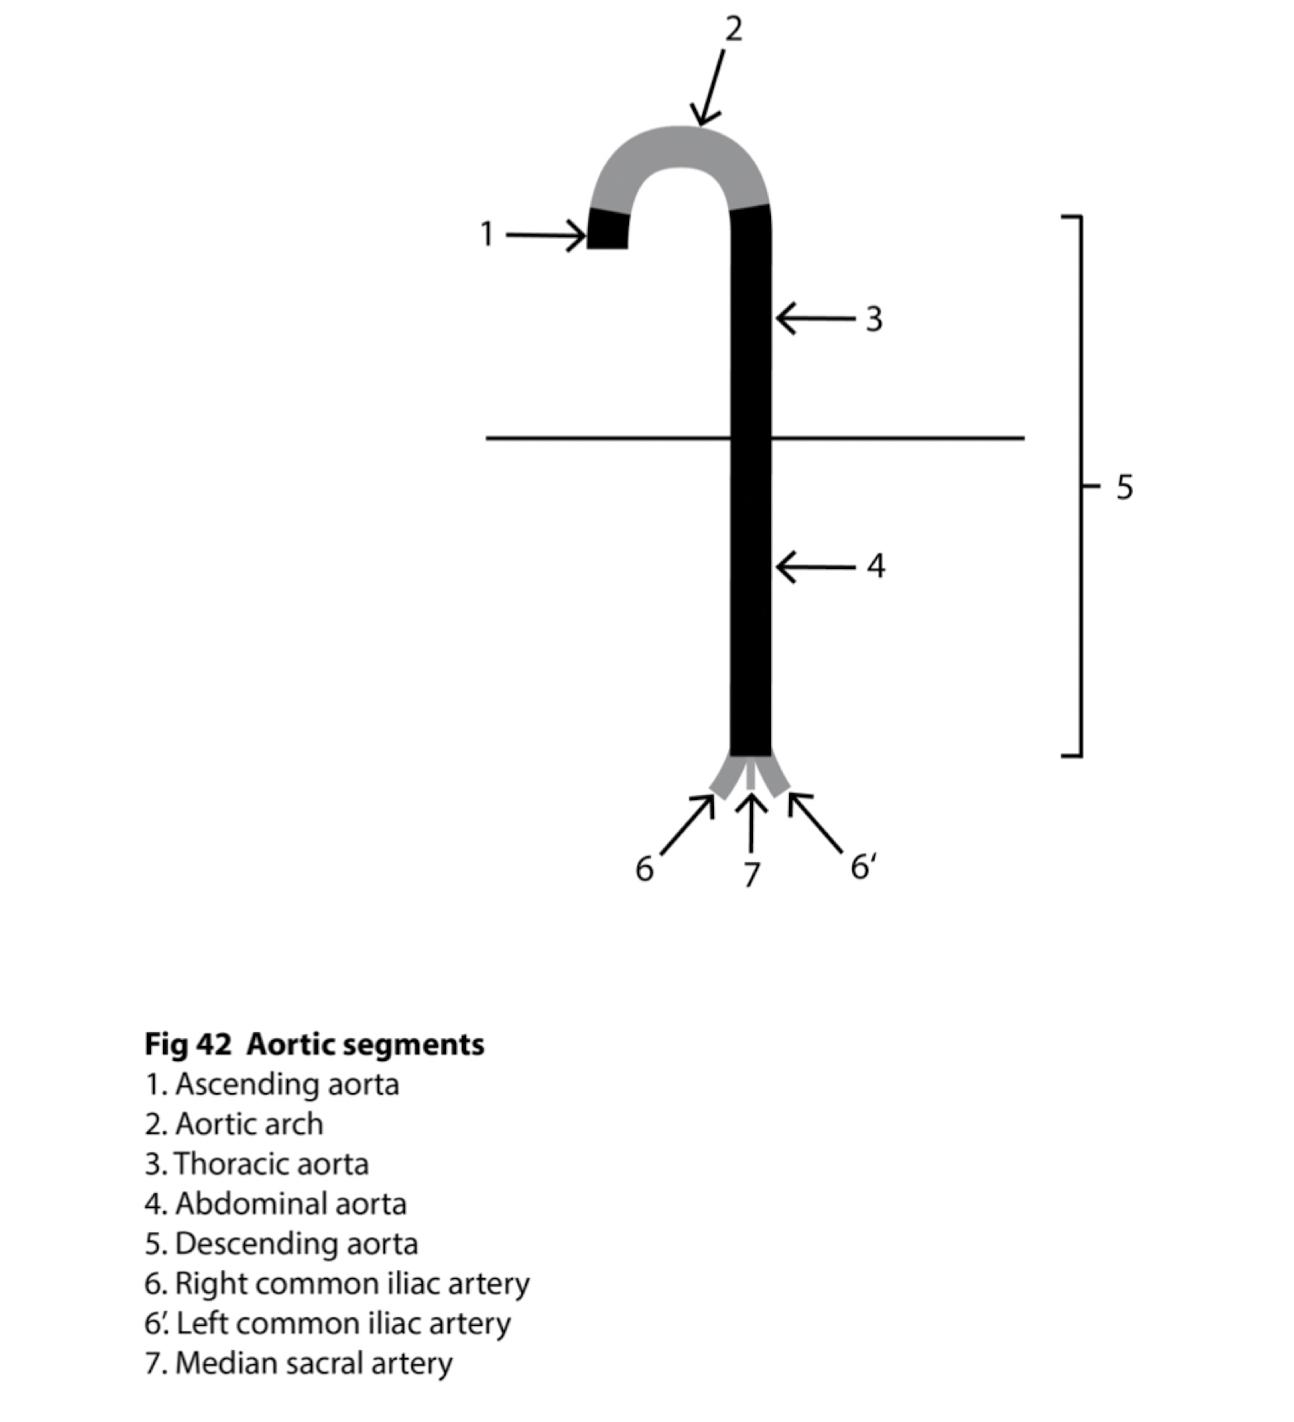 2
1
3
5
4
6
7
6′
Fig 42 Aortic segments
1. Ascending aorta
2. Aortic arch
3. Thoracic aorta
4. Abdominal aorta
5. Descending aorta
6. Right common iliac artery
6′. Left common iliac artery
7. Median sacral artery